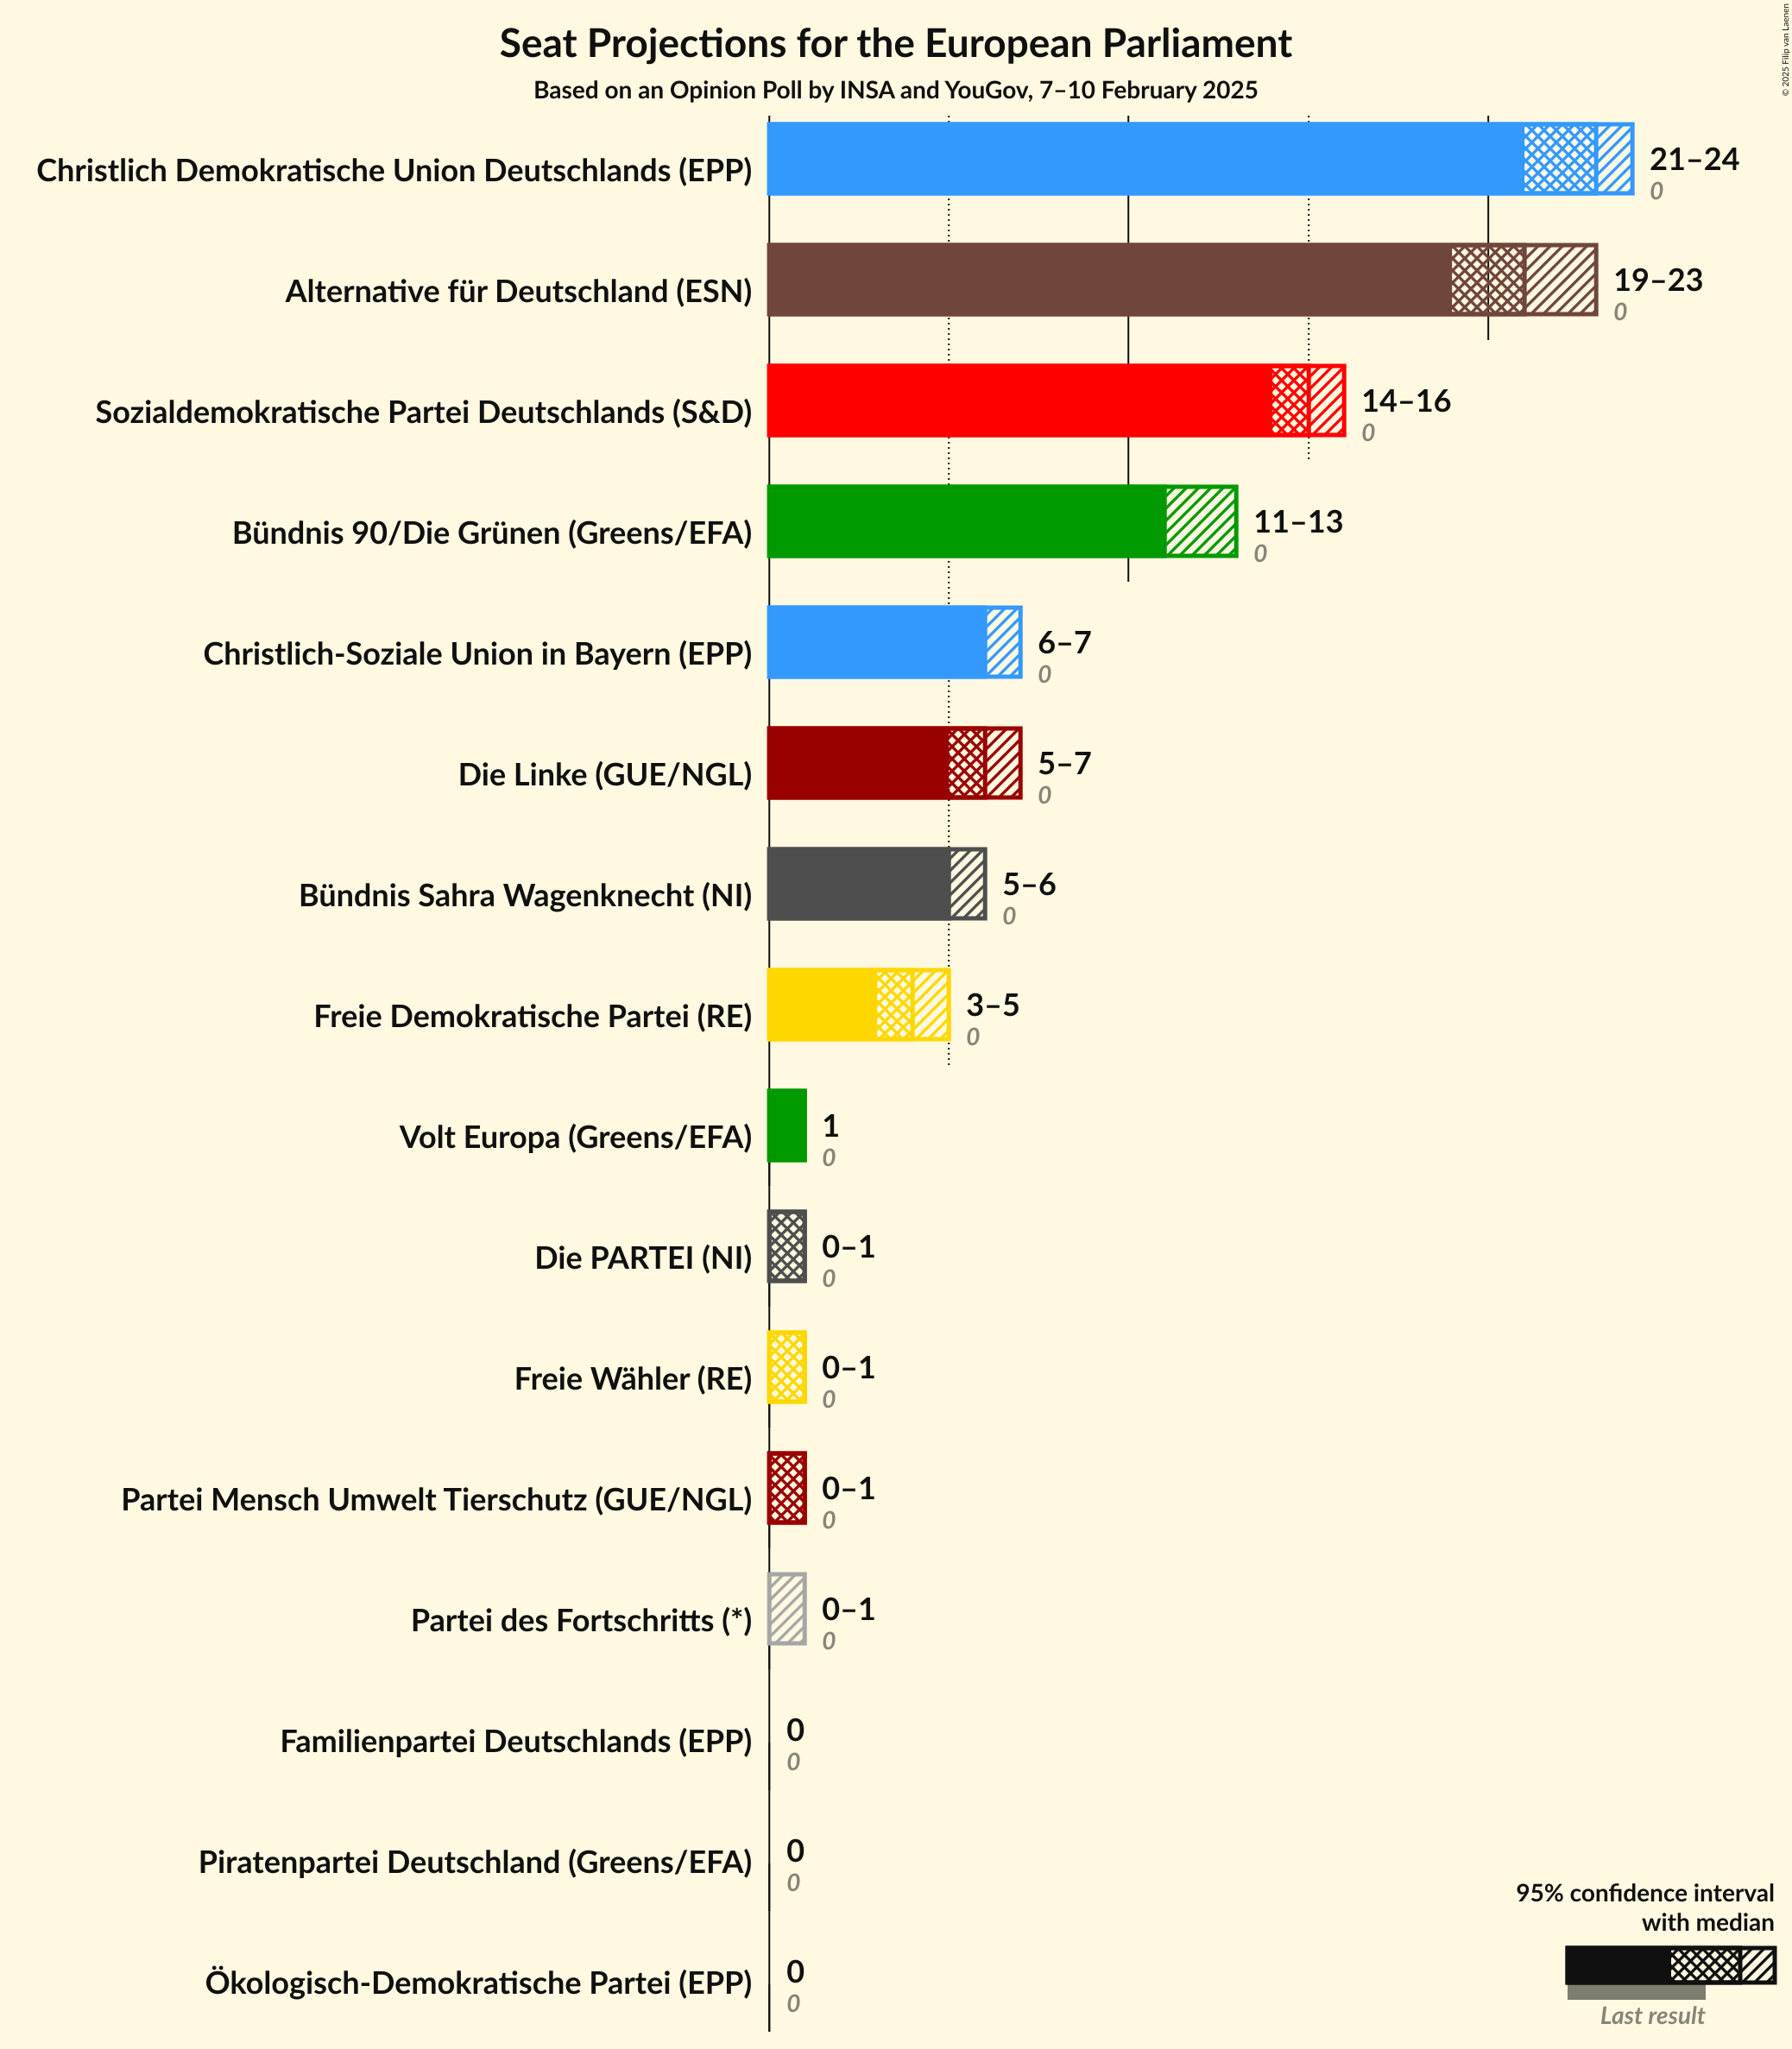 Seat Projections for the European Parliament
Based on an Opinion Poll by INSA and YouGov, 7–10 February 2025
© 2025 Filip van Laenen
Christlich Demokratische Union Deutschlands (EPP)
21–24
0
Alternative für Deutschland (ESN)
19–23
0
Sozialdemokratische Partei Deutschlands (S&D)
14–16
0
Bündnis 90/Die Grünen (Greens/EFA)
11–13
0
Christlich-Soziale Union in Bayern (EPP)
6–7
0
Die Linke (GUE/NGL)
5–7
0
Bündnis Sahra Wagenknecht (NI)
5–6
0
Freie Demokratische Partei (RE)
3–5
0
Volt Europa (Greens/EFA)
1
0
Die PARTEI (NI)
0–1
0
Freie Wähler (RE)
0–1
0
Partei Mensch Umwelt Tierschutz (GUE/NGL)
0–1
0
Partei des Fortschritts (*)
0–1
0
Familienpartei Deutschlands (EPP)
0
0
Piratenpartei Deutschland (Greens/EFA)
0
0
Ökologisch-Demokratische Partei (EPP)
0
0
95% confidence interval
with median
Last result